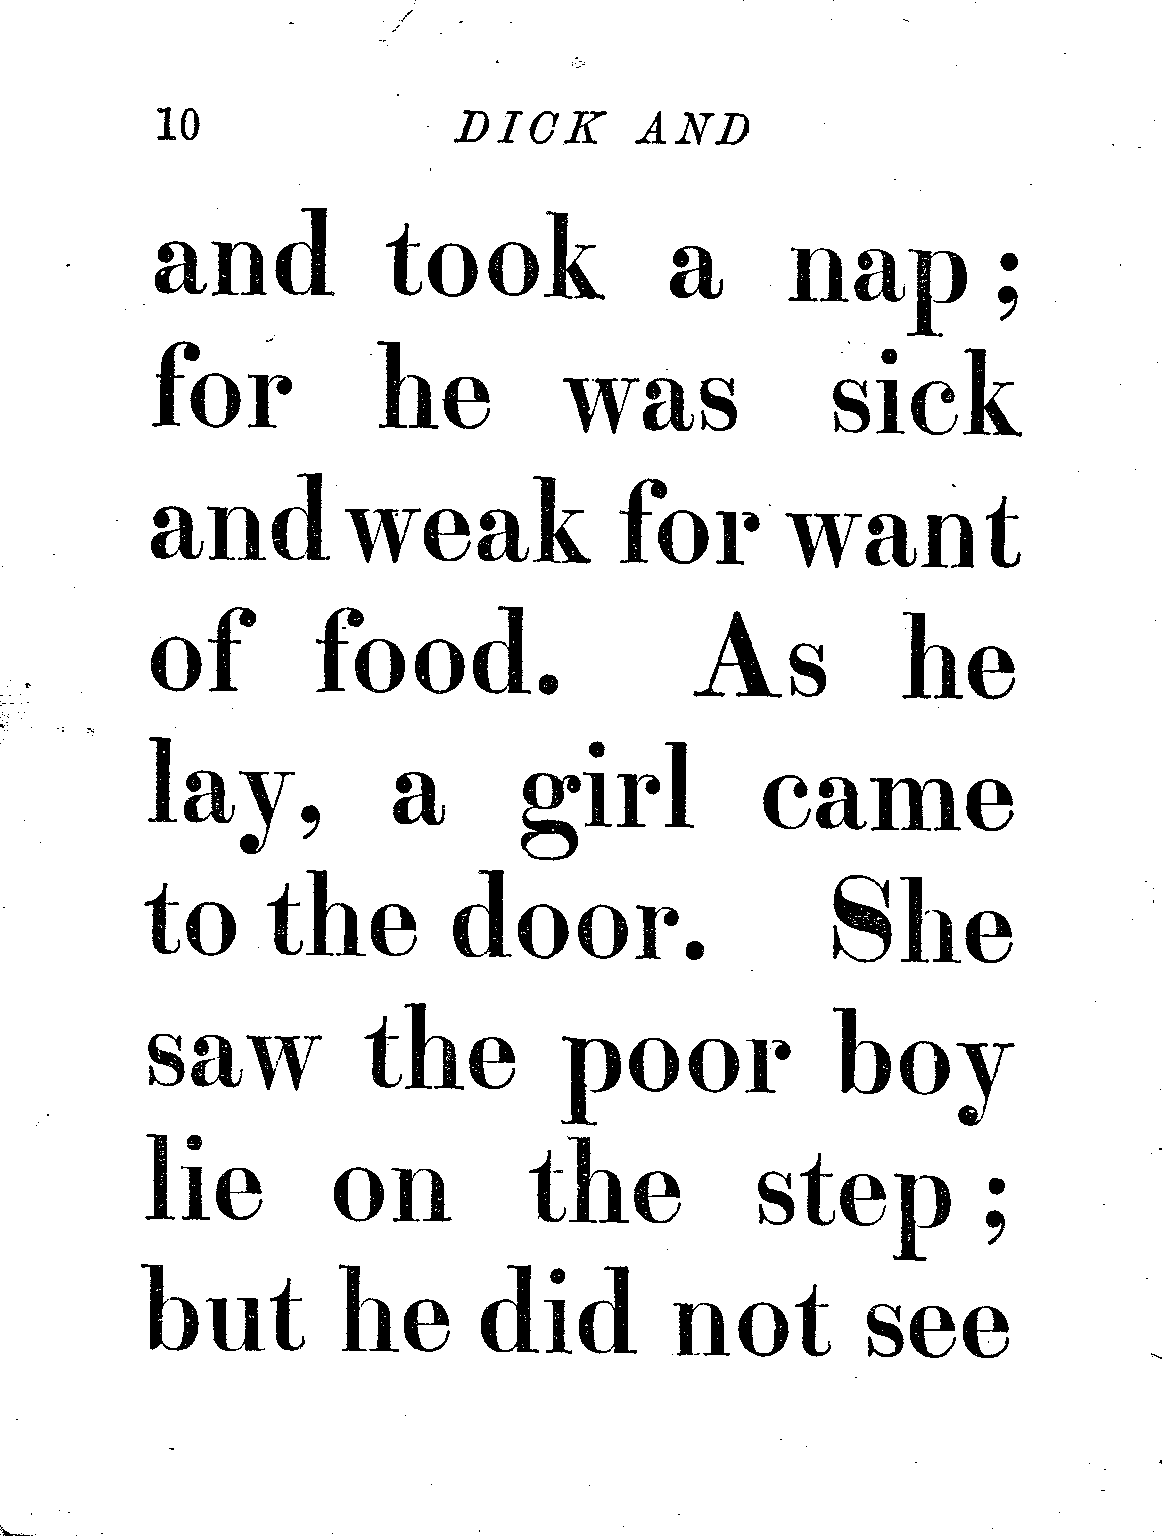 10 DICK AND
and took a nap;
for he was sick
and weak for want
of food. As he
lay, a girl came
to the door. She
saw the poor boy
lie on the step;
but he did not see